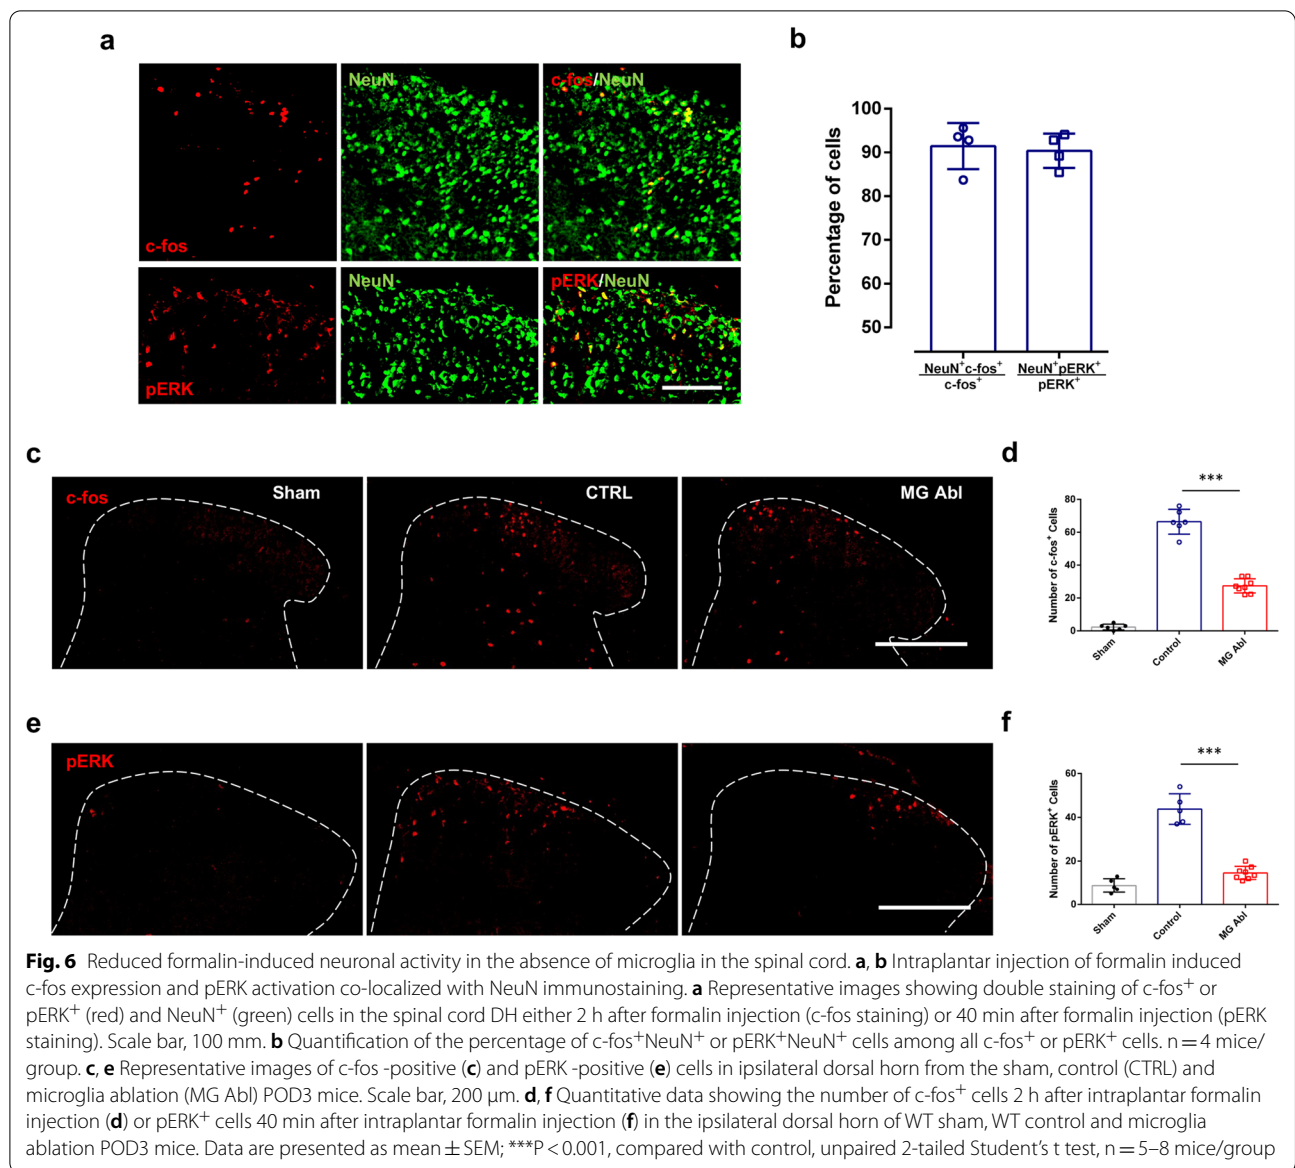 a
NeuN
c-fos/NeuN
c-fos
NeuN
pERK/NeuN
pERK
b
Percentage of cells
100
90
80
70
60
50
NeuN⁺c-fos⁺
c-fos⁺
NeuN⁺pERK⁺
pERK⁺
c
c-fos
Sham
CTRL
MG Abl
d
***
Number of c-fos⁺ Cells
80
60
40
20
0
Sham
Control
MG Abl
e
pERK
f
***
Number of pERK⁺ Cells
60
40
20
0
Sham
Control
MG Abl
Fig. 6 Reduced formalin-induced neuronal activity in the absence of microglia in the spinal cord. a, b Intraplantar injection of formalin induced
c-fos expression and pERK activation co-localized with NeuN immunostaining. a Representative images showing double staining of c-fos⁺ or
pERK⁺ (red) and NeuN⁺ (green) cells in the spinal cord DH either 2 h after formalin injection (c-fos staining) or 40 min after formalin injection (pERK
staining). Scale bar, 100 mm. b Quantification of the percentage of c-fos⁺NeuN⁺ or pERK⁺NeuN⁺ cells among all c-fos⁺ or pERK⁺ cells. n = 4 mice/
group. c, e Representative images of c-fos -positive (c) and pERK -positive (e) cells in ipsilateral dorsal horn from the sham, control (CTRL) and
microglia ablation (MG Abl) POD3 mice. Scale bar, 200 μm. d, f Quantitative data showing the number of c-fos⁺ cells 2 h after intraplantar formalin
injection (d) or pERK⁺ cells 40 min after intraplantar formalin injection (f) in the ipsilateral dorsal horn of WT sham, WT control and microglia
ablation POD3 mice. Data are presented as mean ± SEM; ***P < 0.001, compared with control, unpaired 2-tailed Student's t test, n = 5–8 mice/group